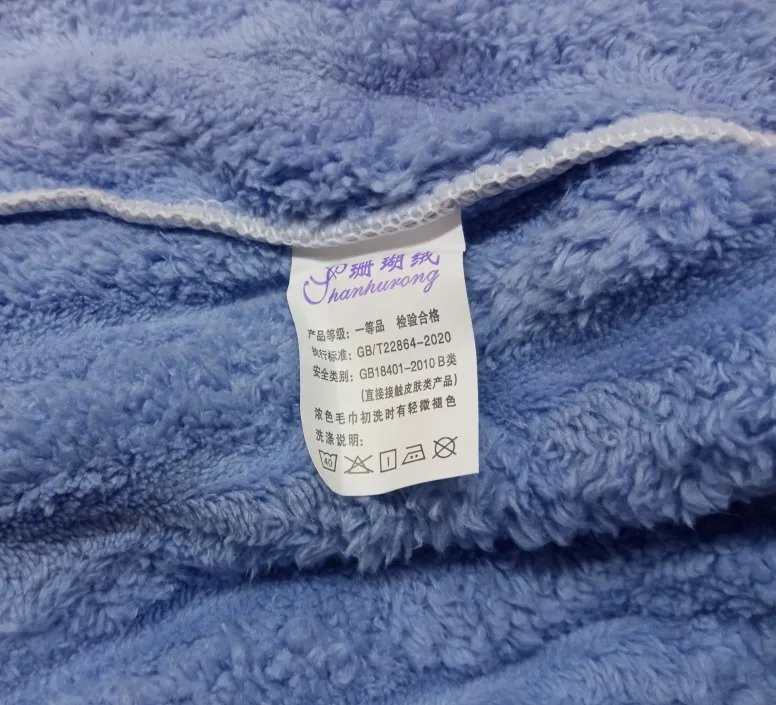 珊瑚绒
Shanhurong
产品等级: 一等品 检验合格
执行标准: GB/T22864-2020
安全类别: GB18401-2010 B类
(直接接触皮肤类产品)
浓色毛巾初洗时有轻微褪色
洗涤说明:
40